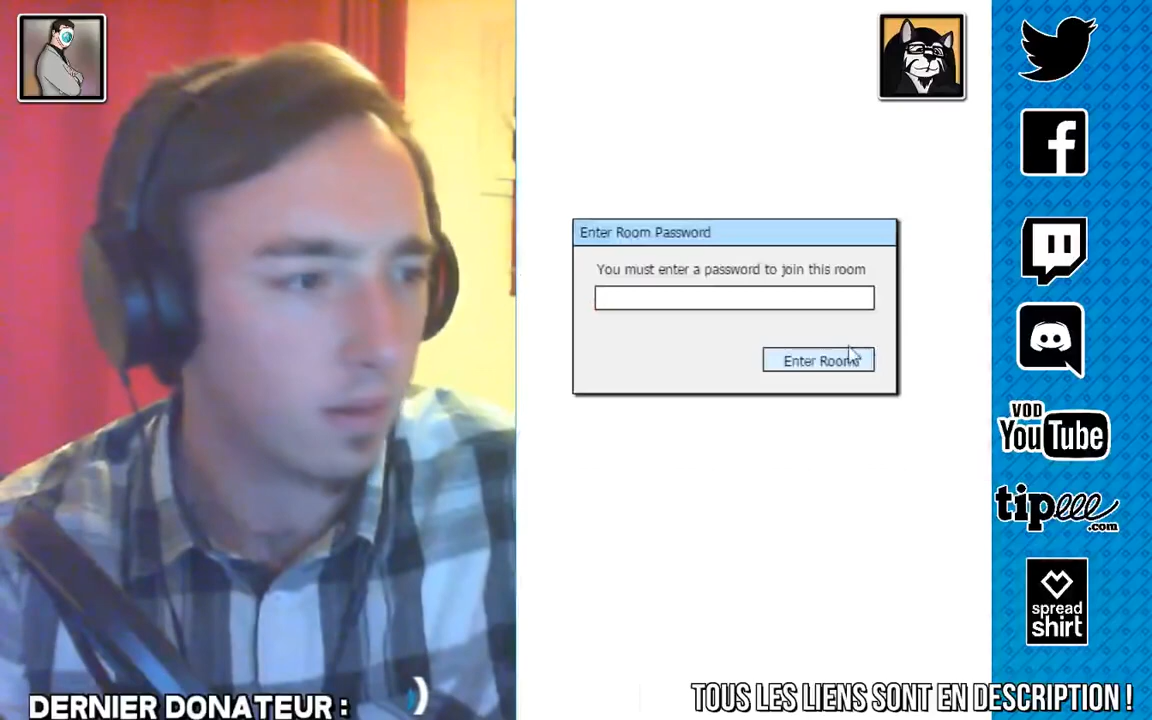 Enter Room Password
You must enter a password to join this room
Enter Room
VOD
YouTube
tipeee
.com
spread
shirt
DERNIER DONATEUR : )
TOUS LES LIENS SONT EN DESCRIPTION !